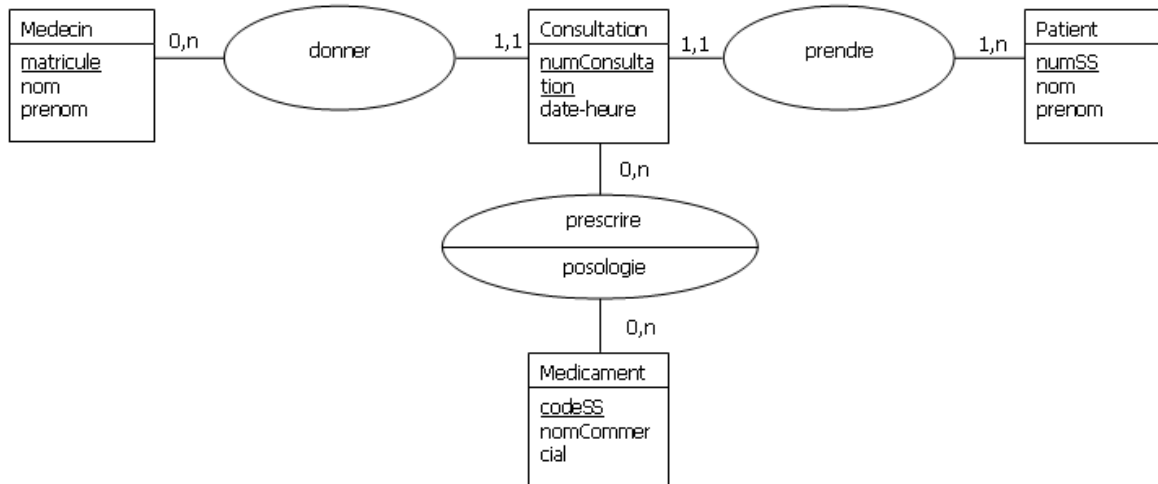 Medecin
matricule
nom
prenom
0,n
donner
1,1
Consultation
numConsulta
tion
date-heure
1,1
prendre
1,n
Patient
numSS
nom
prenom
0,n
prescrire
posologie
0,n
Medicament
codeSS
nomCommer
cial